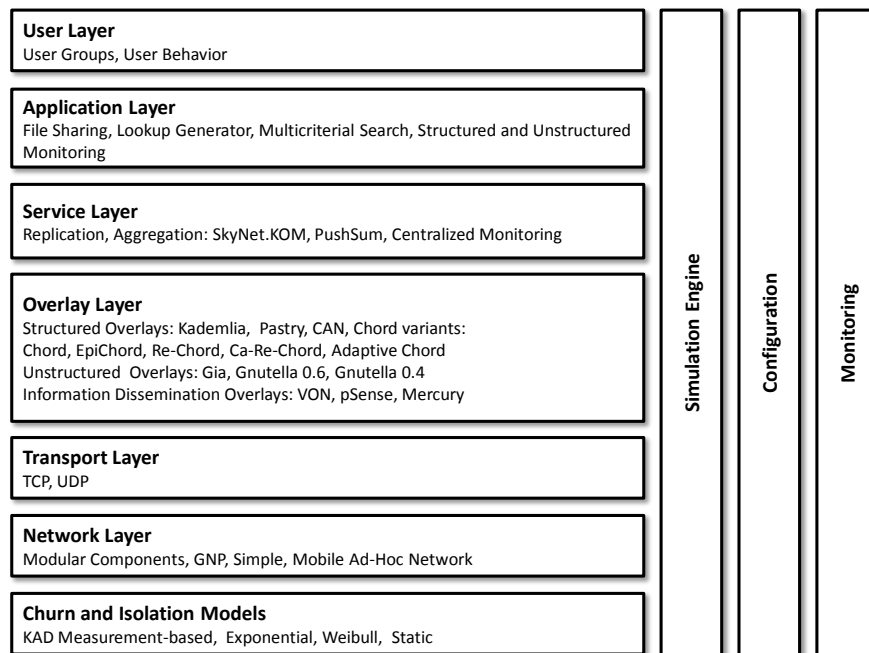 User Layer
User Groups, User Behavior
Application Layer
File Sharing, Lookup Generator, Multicriterial Search, Structured and Unstructured
Monitoring
Service Layer
Replication, Aggregation: SkyNet.KOM, PushSum, Centralized Monitoring
Overlay Layer
Structured Overlays: Kademlia, Pastry, CAN, Chord variants:
Chord, EpiChord, Re-Chord, Ca-Re-Chord, Adaptive Chord
Unstructured Overlays: Gia, Gnutella 0.6, Gnutella 0.4
Information Dissemination Overlays: VON, pSense, Mercury
Transport Layer
TCP, UDP
Network Layer
Modular Components, GNP, Simple, Mobile Ad-Hoc Network
Churn and Isolation Models
KAD Measurement-based, Exponential, Weibull, Static
Simulation Engine
Configuration
Monitoring